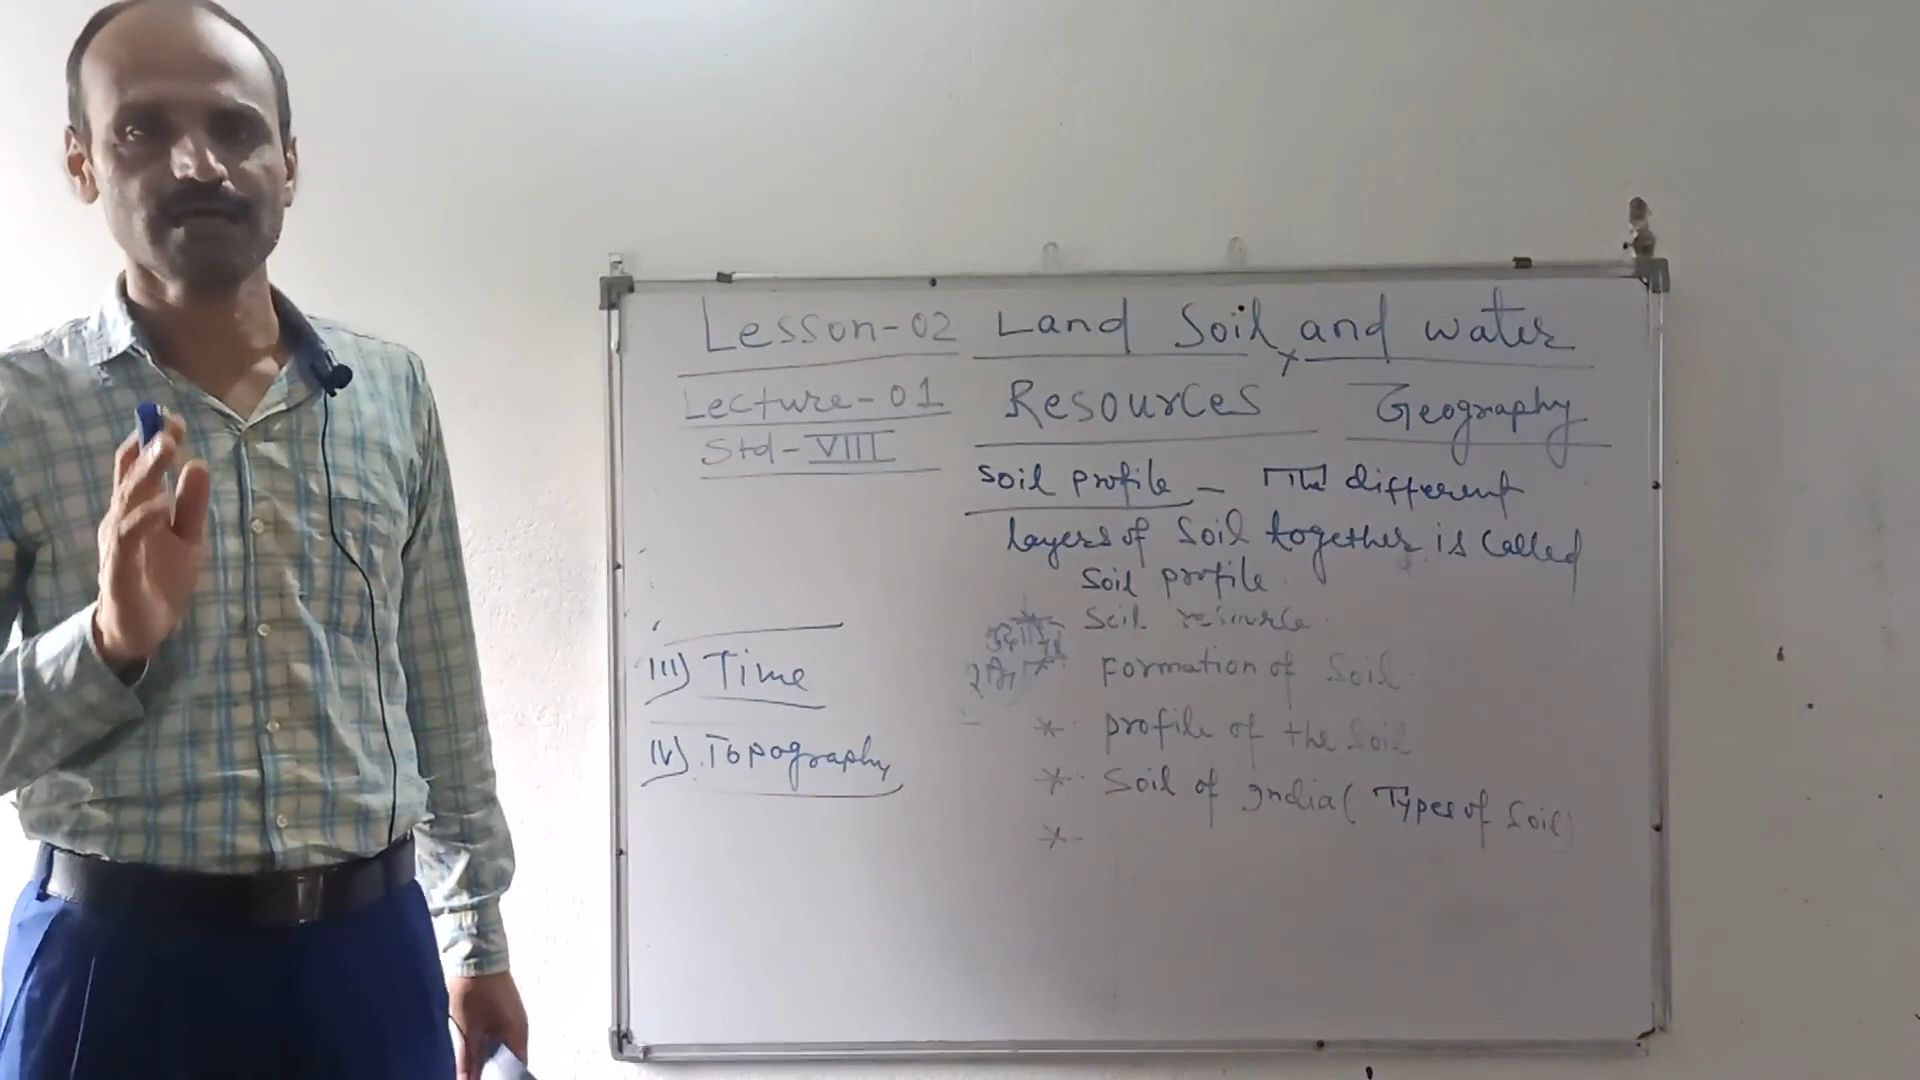 Lesson-02 Land Soil, and water
Lecture-01 Resources Geography
Std-VIII
Soil profile - The different
layers of Soil together is called
Soil profile.
* Soil resource
* Formation of Soil
III) Time
* profile of the Soil
IV) Topography
* Soil of India (Types of Soil)
*